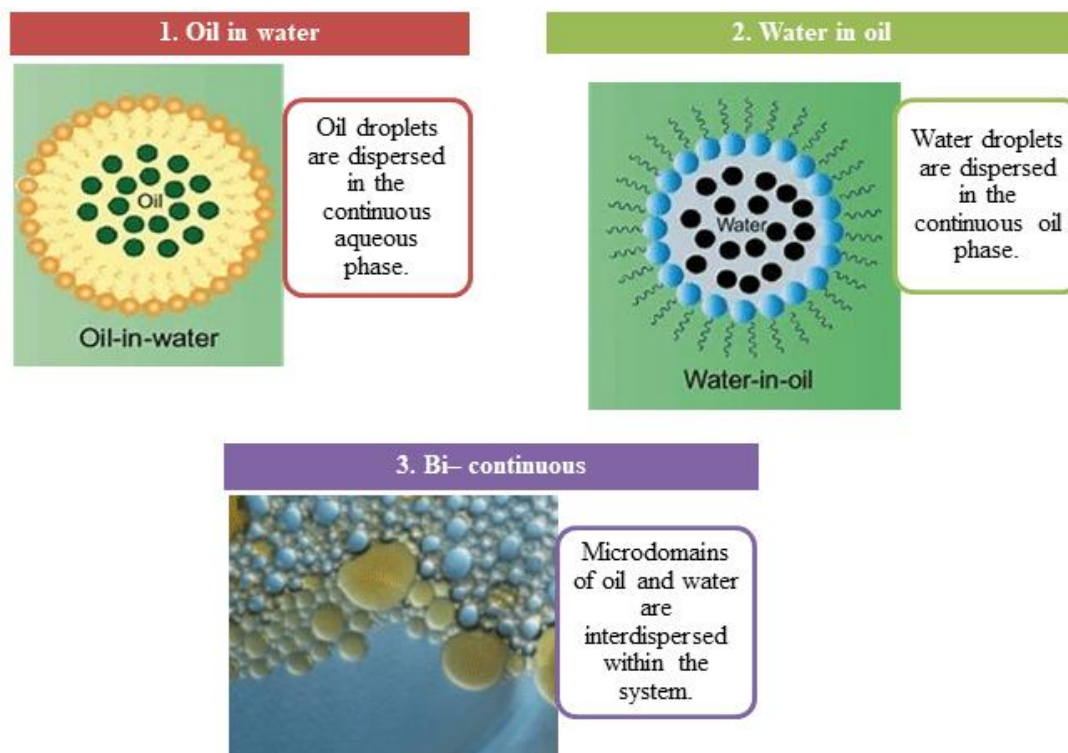 1. Oil in water
Oil
Oil-in-water
Oil droplets
are dispersed
in the
continuous
aqueous
phase.
2. Water in oil
Water
Water-in-oil
Water droplets
are dispersed
in the
continuous oil
phase.
3. Bi– continuous
Microdomains
of oil and water
are
interdispersed
within the
system.